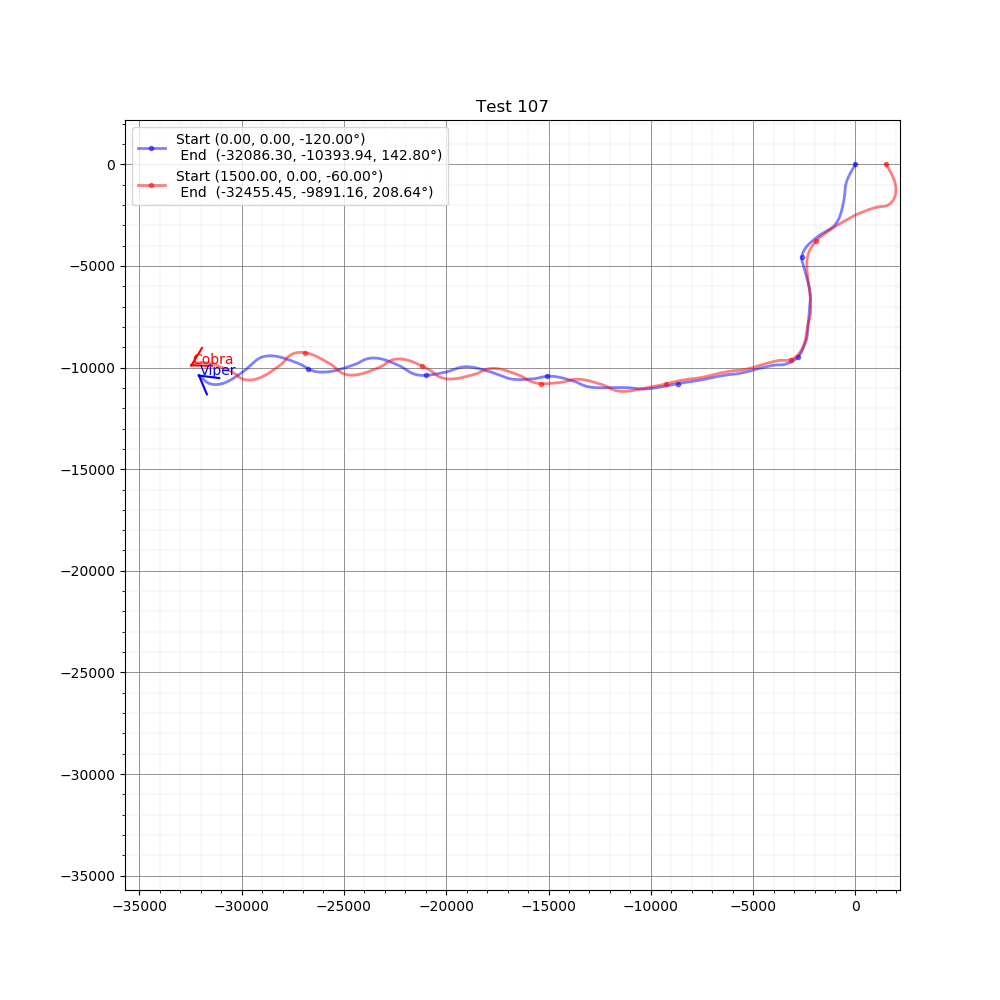 Test 107
Start (0.00, 0.00, -120.00°)
End (-32086.30, -10393.94, 142.80°)
Start (1500.00, 0.00, -60.00°)
End (-32455.45, -9891.16, 208.64°)
0
−5000
−10000
−15000
−20000
−25000
−30000
−35000
Cobra
Viper
−35000 −30000 −25000 −20000 −15000 −10000 −5000 0